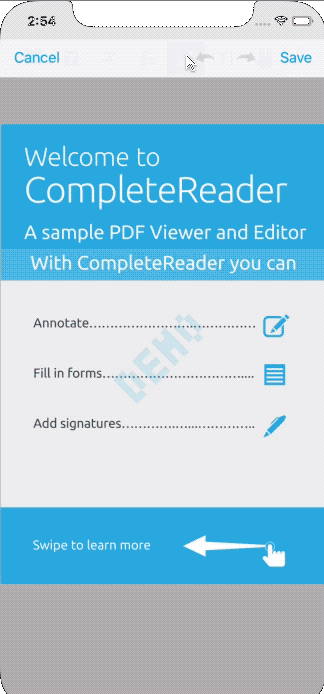 2:54
Cancel
Save
Welcome to
CompleteReader
A sample PDF Viewer and Editor
With CompleteReader you can
DEMO
Annotate.......................................
Fill in forms....................................
Add signatures................................
Swipe to learn more